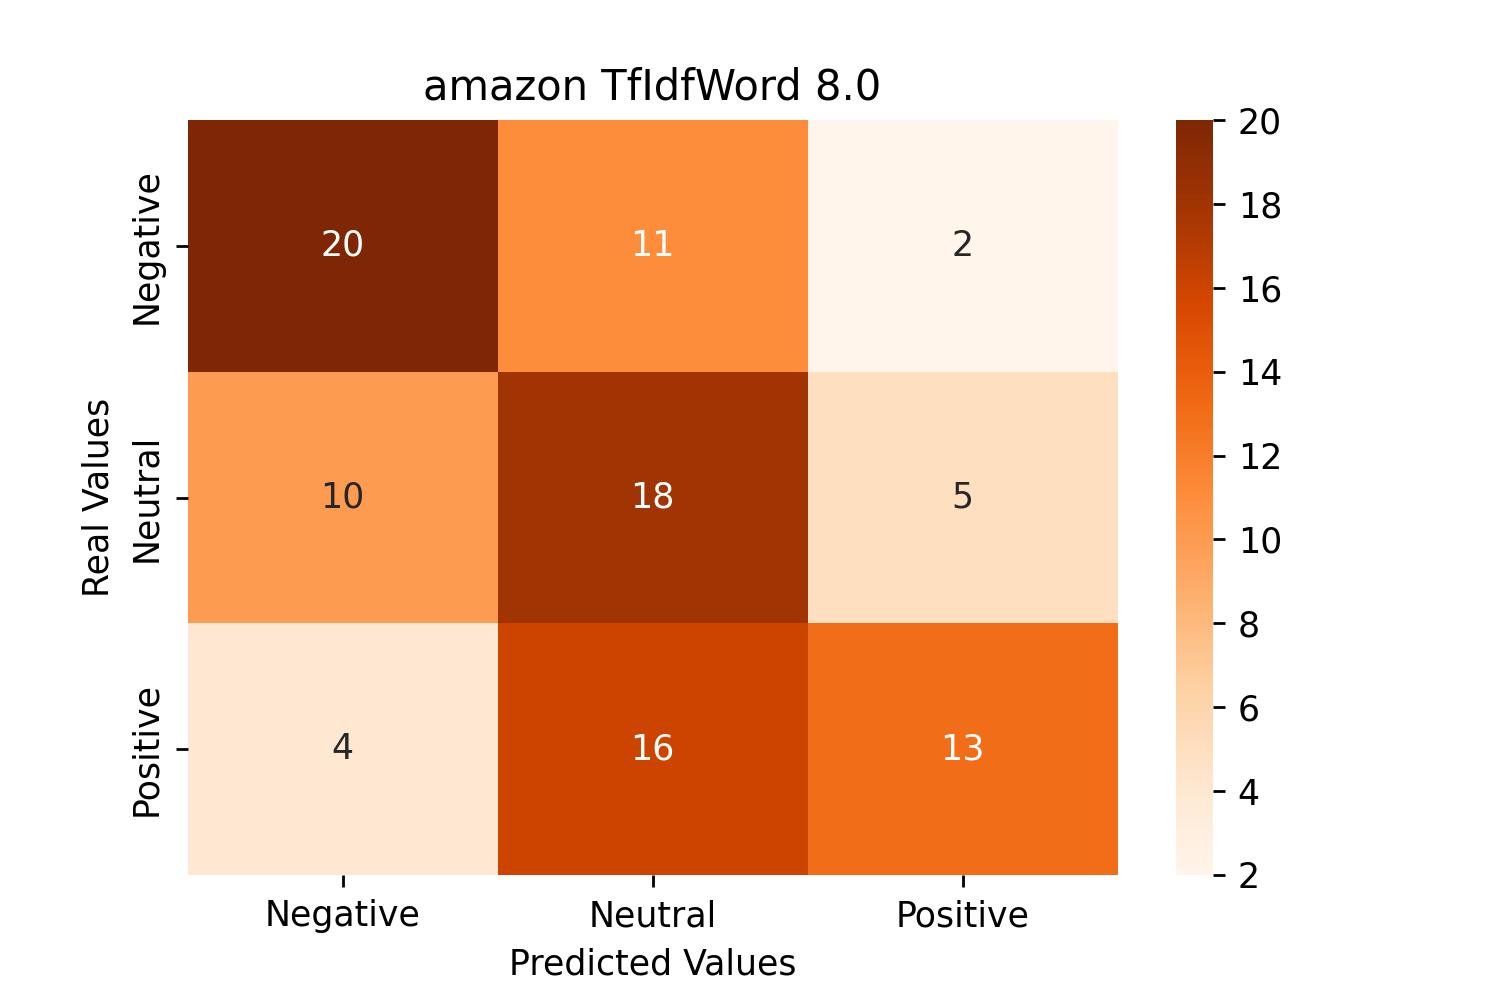 amazon TfIdfWord 8.0
Real Values
Negative
20 11 2
Neutral
10 18 5
Positive
4 16 13
Negative Neutral Positive
Predicted Values
20
18
16
14
12
10
8
6
4
2